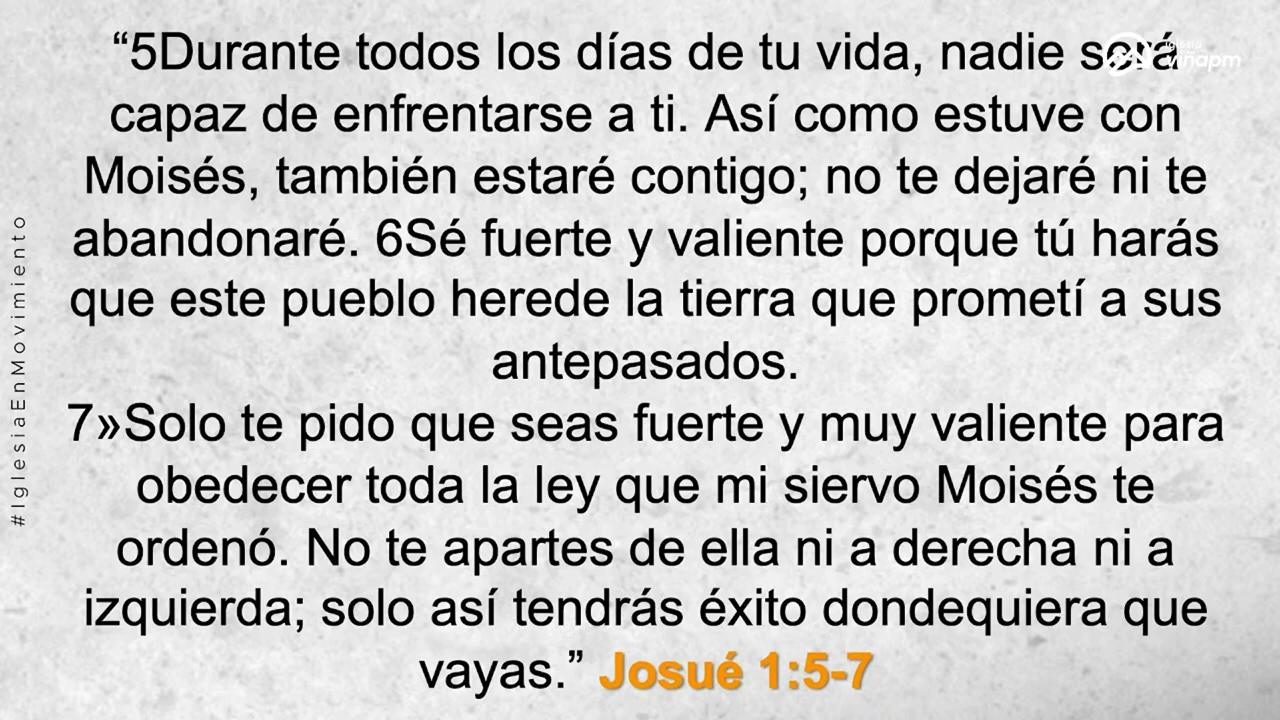 “5Durante todos los días de tu vida, nadie será
capaz de enfrentarse a ti. Así como estuve con
Moisés, también estaré contigo; no te dejaré ni te
abandonaré. 6Sé fuerte y valiente porque tú harás
que este pueblo herede la tierra que prometí a sus
antepasados.
7»Solo te pido que seas fuerte y muy valiente para
obedecer toda la ley que mi siervo Moisés te
ordenó. No te apartes de ella ni a derecha ni a
izquierda; solo así tendrás éxito dondequiera que
vayas.” Josué 1:5-7
#IglesiaEnMovimiento
Iglesia
viñapm